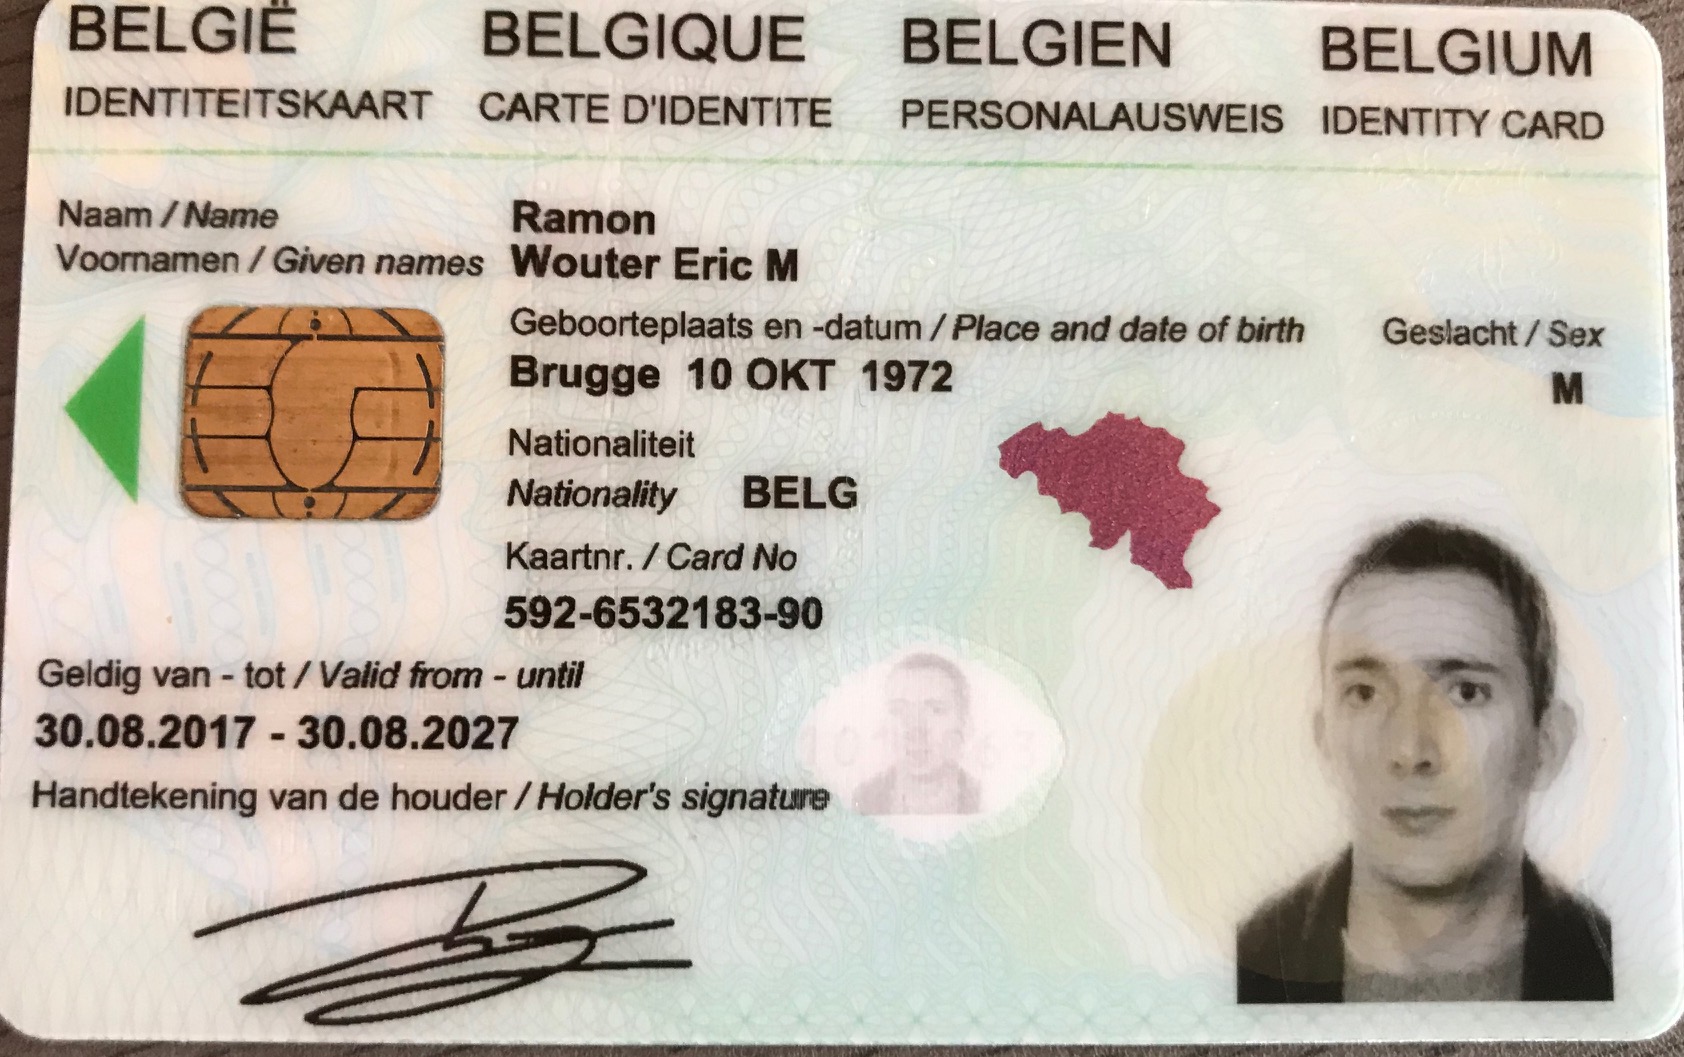 BELGIË BELGIQUE BELGIEN BELGIUM
IDENTITEITSKAART CARTE D'IDENTITE PERSONALAUSWEIS IDENTITY CARD
Naam / Name Ramon
Voornamen / Given names Wouter Eric M
Geboorteplaats en -datum / Place and date of birth Geslacht / Sex
Brugge 10 OKT 1972 M
Nationaliteit
Nationality BELG
Kaartnr. / Card No
592-6532183-90
Geldig van - tot / Valid from - until
30.08.2017 - 30.08.2027
Handtekening van de houder / Holder's signature